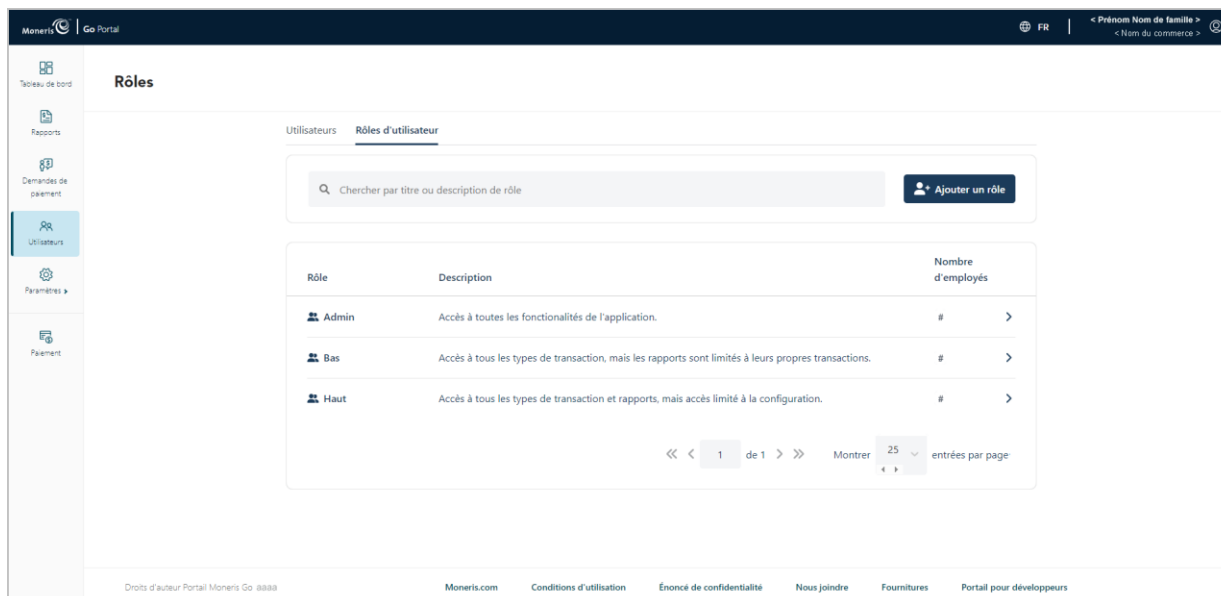 Moneris Go Portal
FR
< Prénom Nom de famille >
< Nom du commerce >
Tableau de bord
Rapports
Demandes de
paiement
Utilisateurs
Paramètres
Paiement
Rôles
Utilisateurs Rôles d'utilisateur
Chercher par titre ou description de rôle
Ajouter un rôle
Rôle Description Nombre
d'employés
Admin Accès à toutes les fonctionalités de l'application. #
Bas Accès à tous les types de transaction, mais les rapports sont limités à leurs propres transactions. #
Haut Accès à tous les types de transaction et rapports, mais accès limité à la configuration. #
1 de 1 Montrer 25 entrées par page
Droits d'auteur Portail Moneris Go aaaa Moneris.com Conditions d'utilisation Énoncé de confidentialité Nous joindre Fournitures Portail pour développeurs